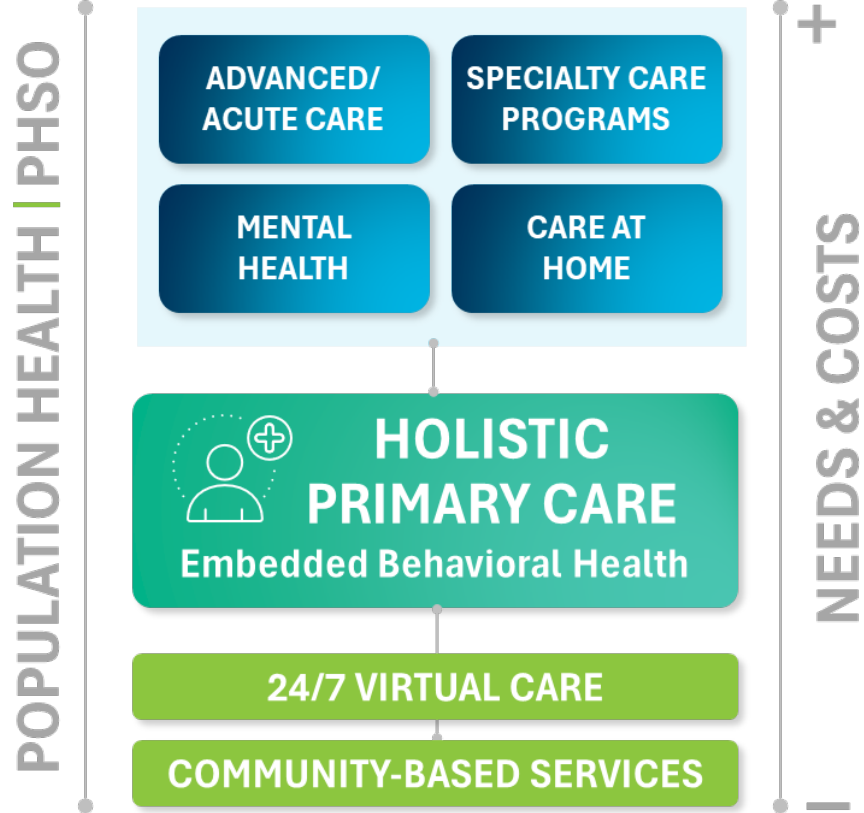 POPULATION HEALTH | PHSO
ADVANCED/
ACUTE CARE
SPECIALTY CARE
PROGRAMS
MENTAL
HEALTH
CARE AT
HOME
HOLISTIC
PRIMARY CARE
Embedded Behavioral Health
24/7 VIRTUAL CARE
COMMUNITY-BASED SERVICES
+
NEEDS & COSTS
–